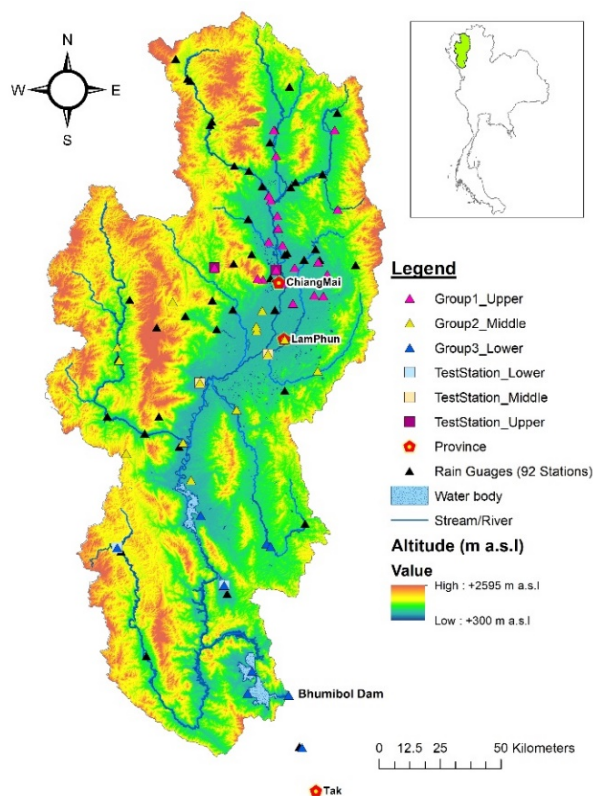 N
W E
S
ChiangMai
LamPhun
Bhumibol Dam
Tak
Legend
Group1_Upper
Group2_Middle
Group3_Lower
TestStation_Lower
TestStation_Middle
TestStation_Upper
Province
Rain Guages (92 Stations)
Water body
Stream/River
Altitude (m a.s.l)
Value
High : +2595 m a.s.l
Low : +300 m a.s.l
0 12.5 25 50 Kilometers